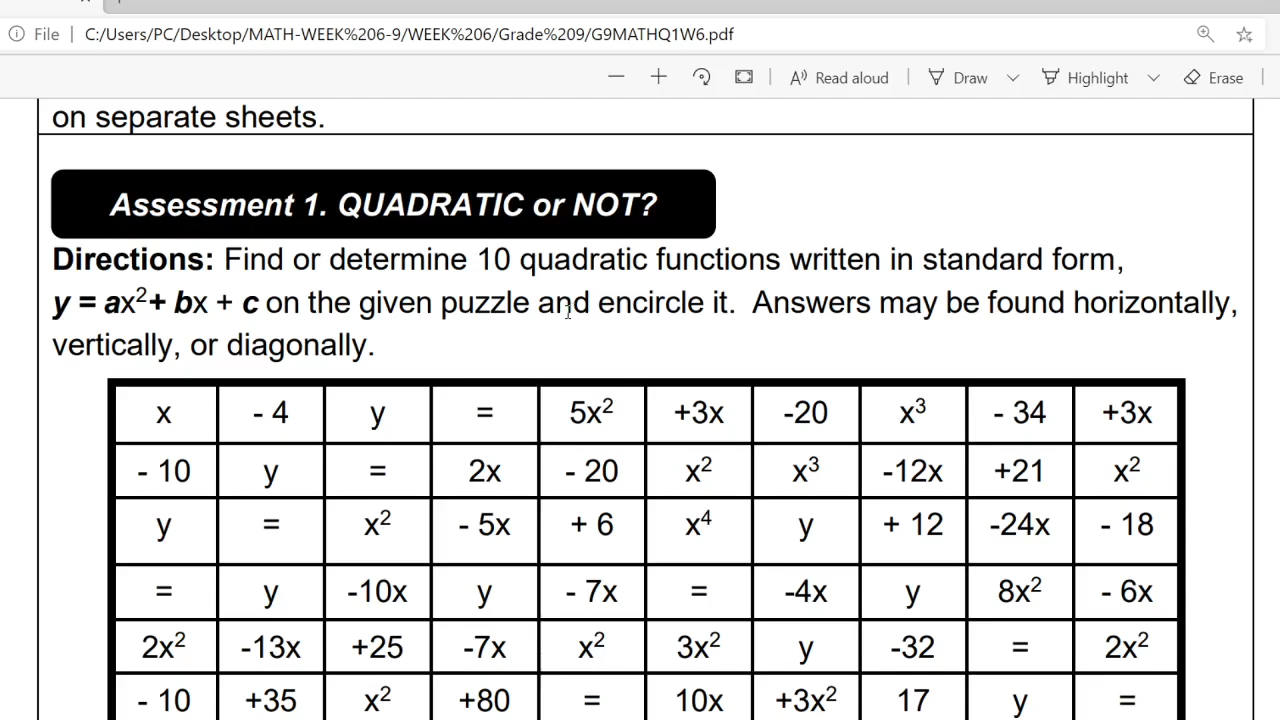 File | C:/Users/PC/Desktop/MATH-WEEK%206-9/WEEK%206/Grade%209/G9MATHQ1W6.pdf
Read aloud | Draw Highlight Erase
on separate sheets.
Assessment 1. QUADRATIC or NOT?
Directions: Find or determine 10 quadratic functions written in standard form,
y = ax²+ bx + c on the given puzzle and encircle it. Answers may be found horizontally,
vertically, or diagonally.
x - 4 y = 5x² +3x -20 x³ - 34 +3x
- 10 y = 2x - 20 x² x³ -12x +21 x²
y = x² - 5x + 6 x⁴ y + 12 -24x - 18
= y -10x y - 7x = -4x y 8x² - 6x
2x² -13x +25 -7x x² 3x² y -32 = 2x²
- 10 +35 x² +80 = 10x +3x² 17 y =